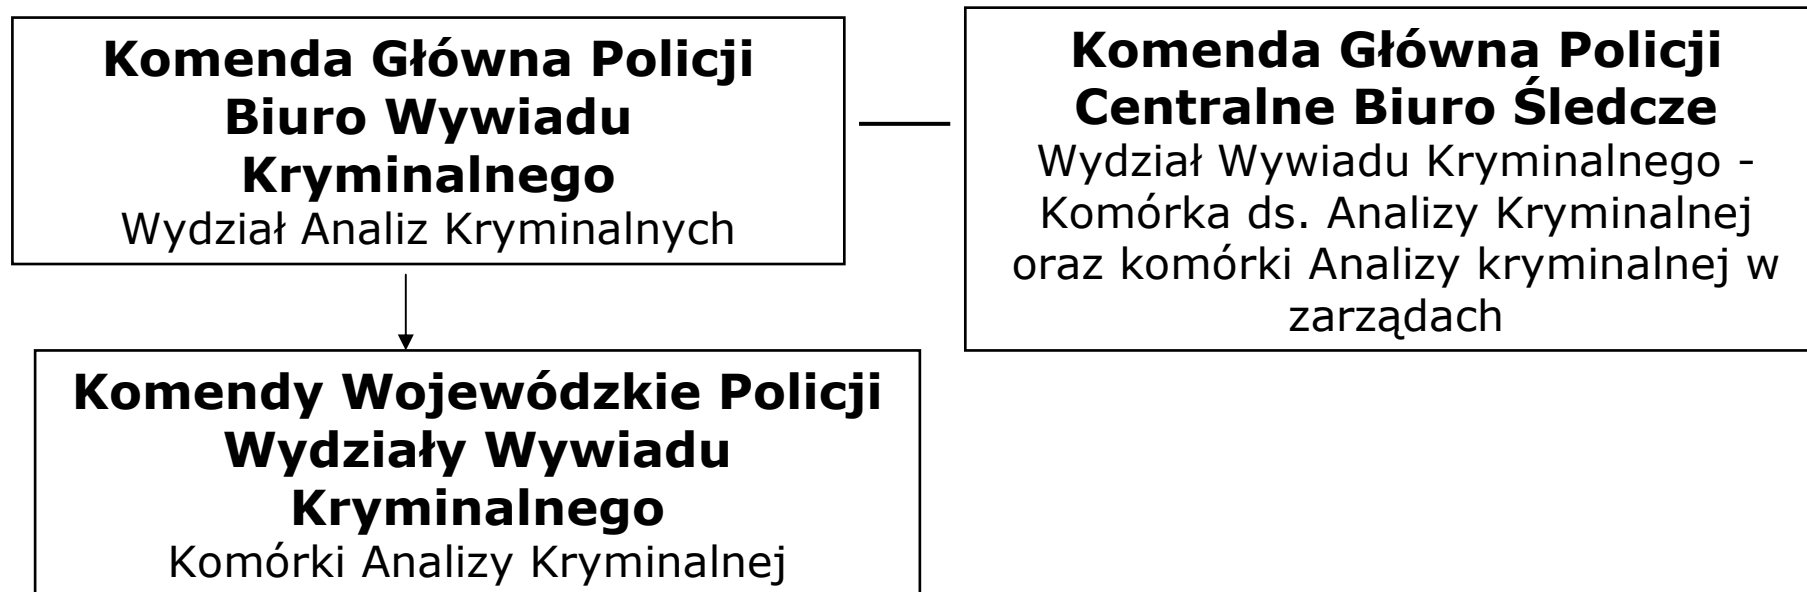 Komenda Główna Policji
Biuro Wywiadu
Kryminalnego
Wydział Analiz Kryminalnych
Komenda Główna Policji
Centralne Biuro Śledcze
Wydział Wywiadu Kryminalnego -
Komórka ds. Analizy Kryminalnej
oraz komórki Analizy kryminalnej w
zarządach
Komendy Wojewódzkie Policji
Wydziały Wywiadu
Kryminalnego
Komórki Analizy Kryminalnej